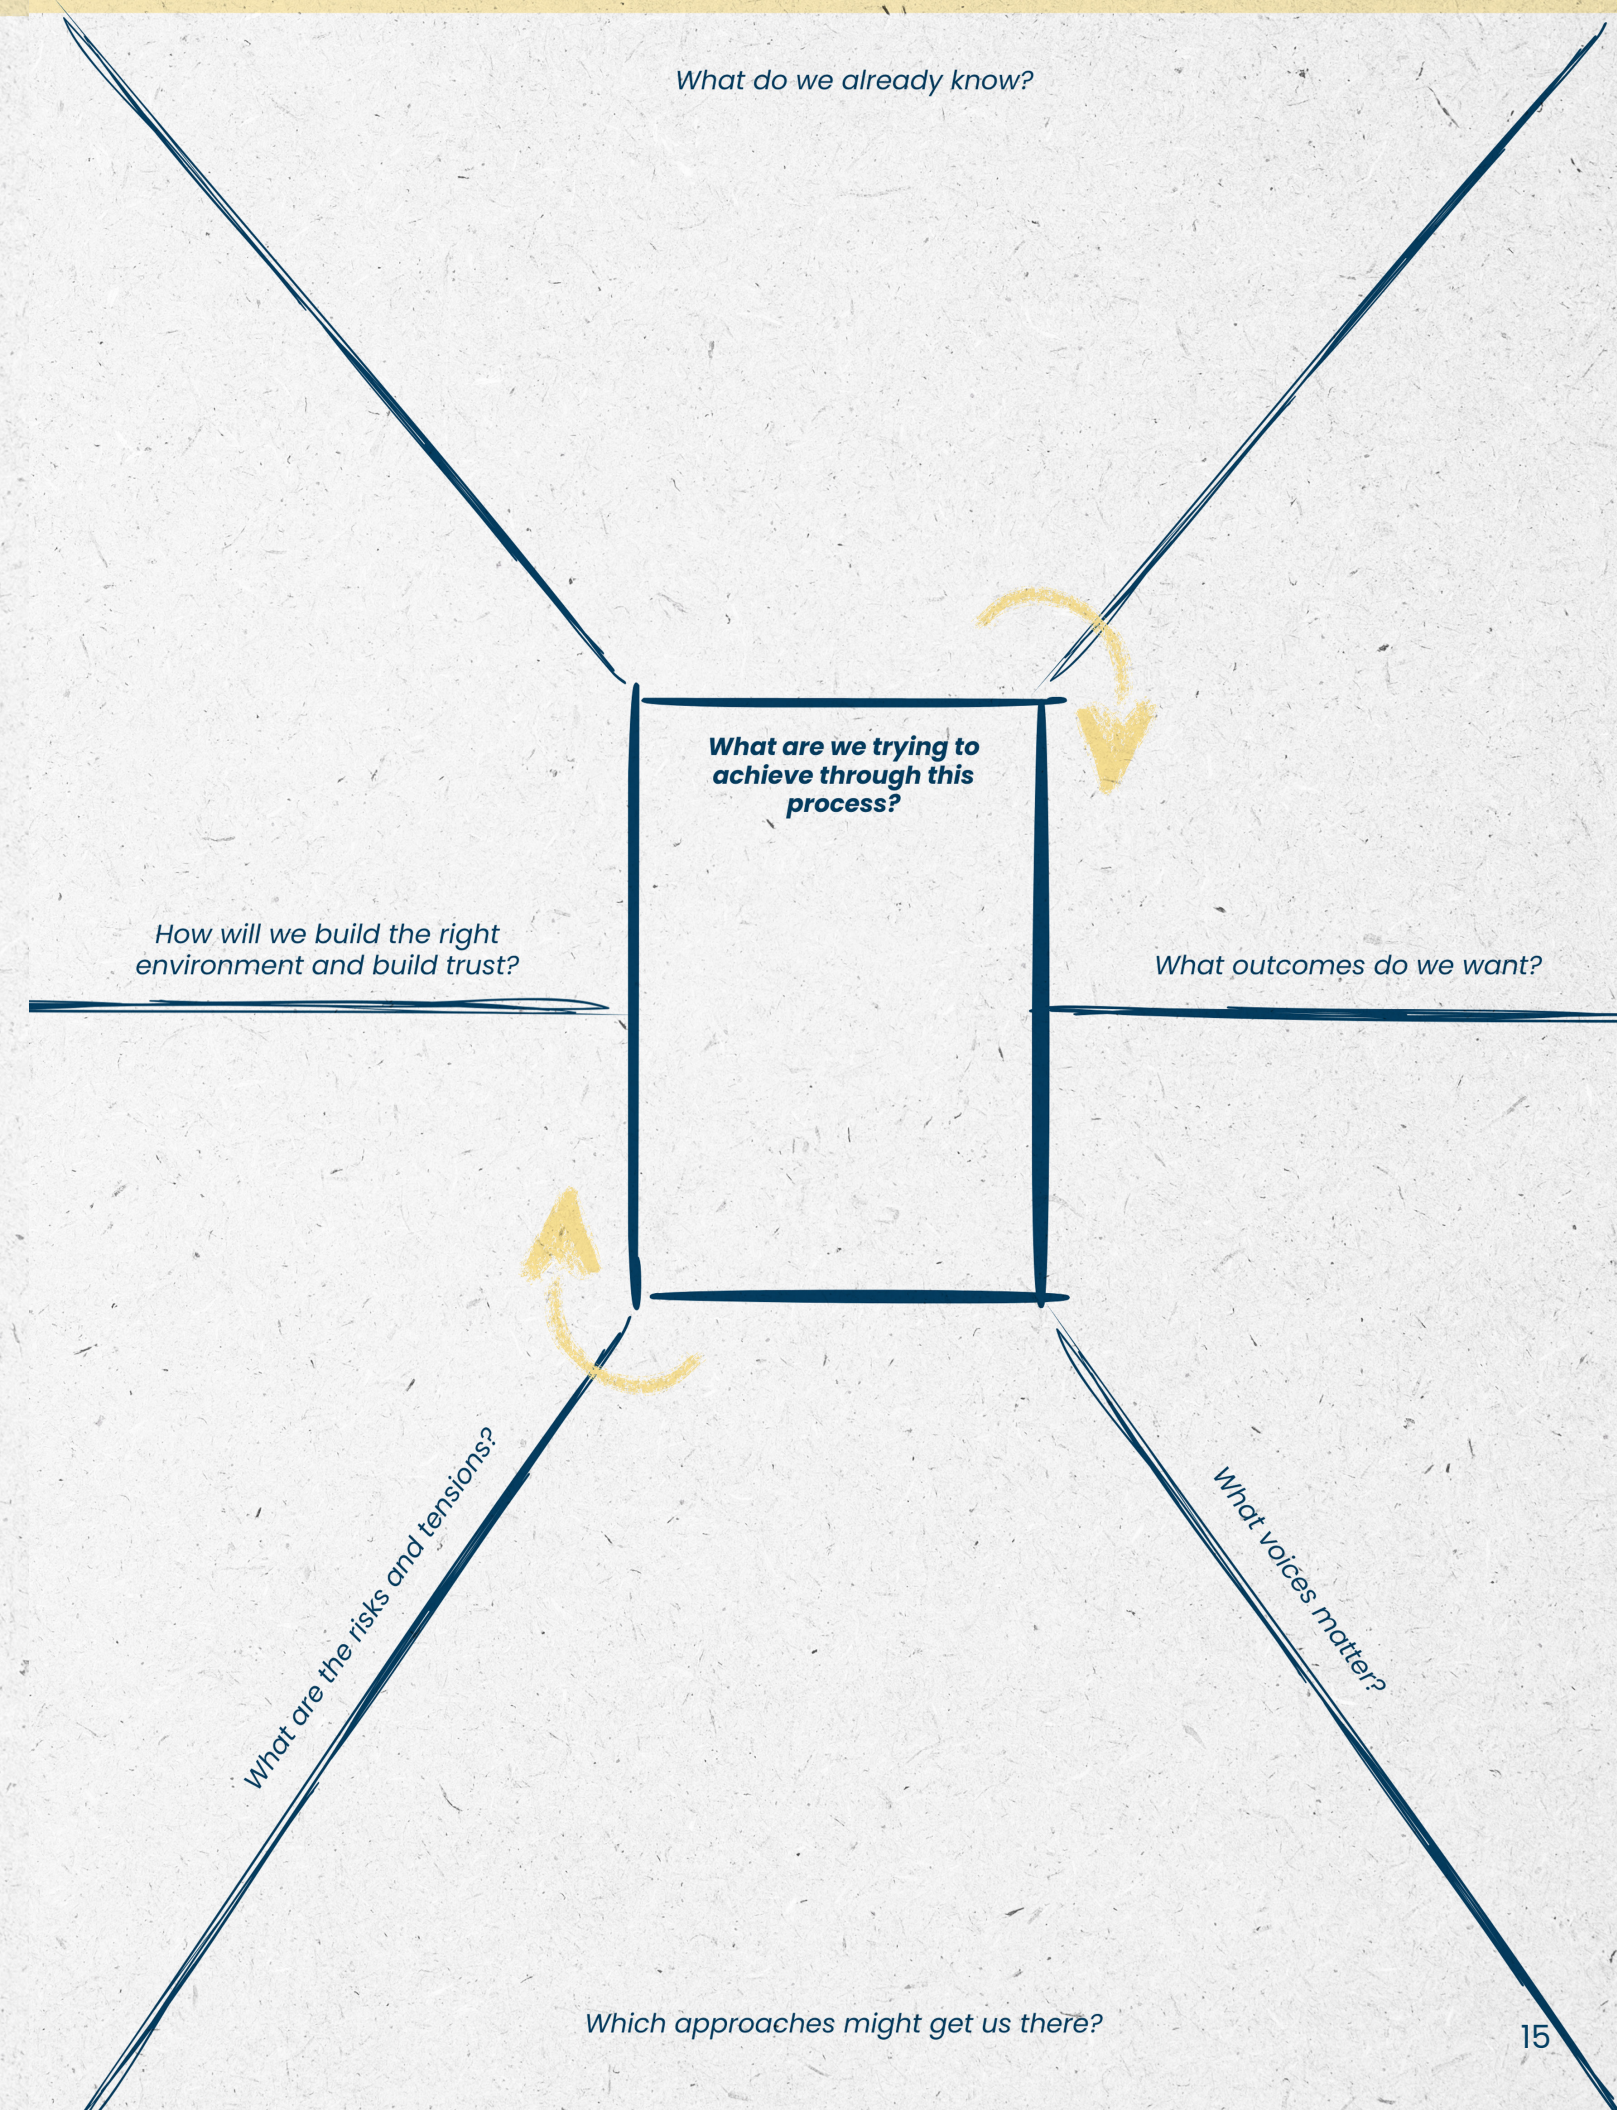 What do we already know?
What are we trying to
achieve through this
process?
How will we build the right
environment and build trust?
What outcomes do we want?
What are the risks and tensions?
What voices matter?
Which approaches might get us there?
15